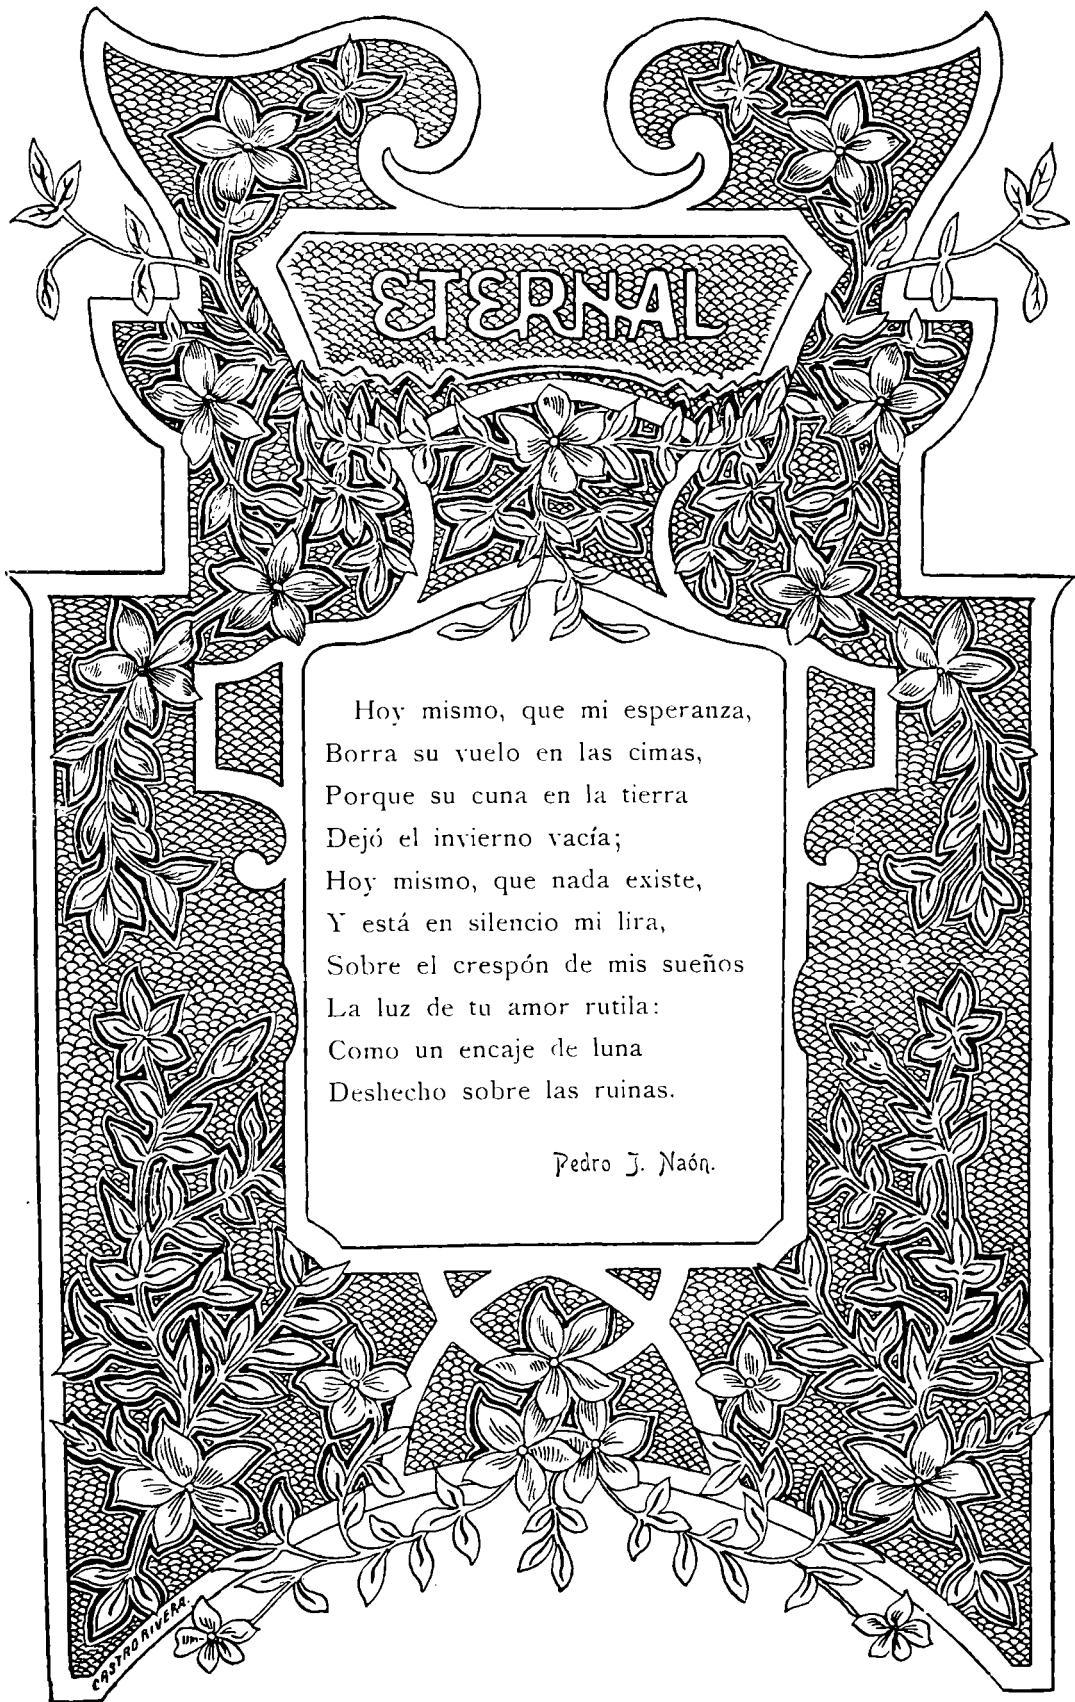 ETERNAL
Hoy mismo, que mi esperanza,
Borra su vuelo en las cimas,
Porque su cuna en la tierra
Dejó el invierno vacía;
Hoy mismo, que nada existe,
Y está en silencio mi lira,
Sobre el crespón de mis sueños
La luz de tu amor rutila:
Como un encaje de luna
Deshecho sobre las ruinas.
Pedro J. Naón.
CASTRO RIVERA.